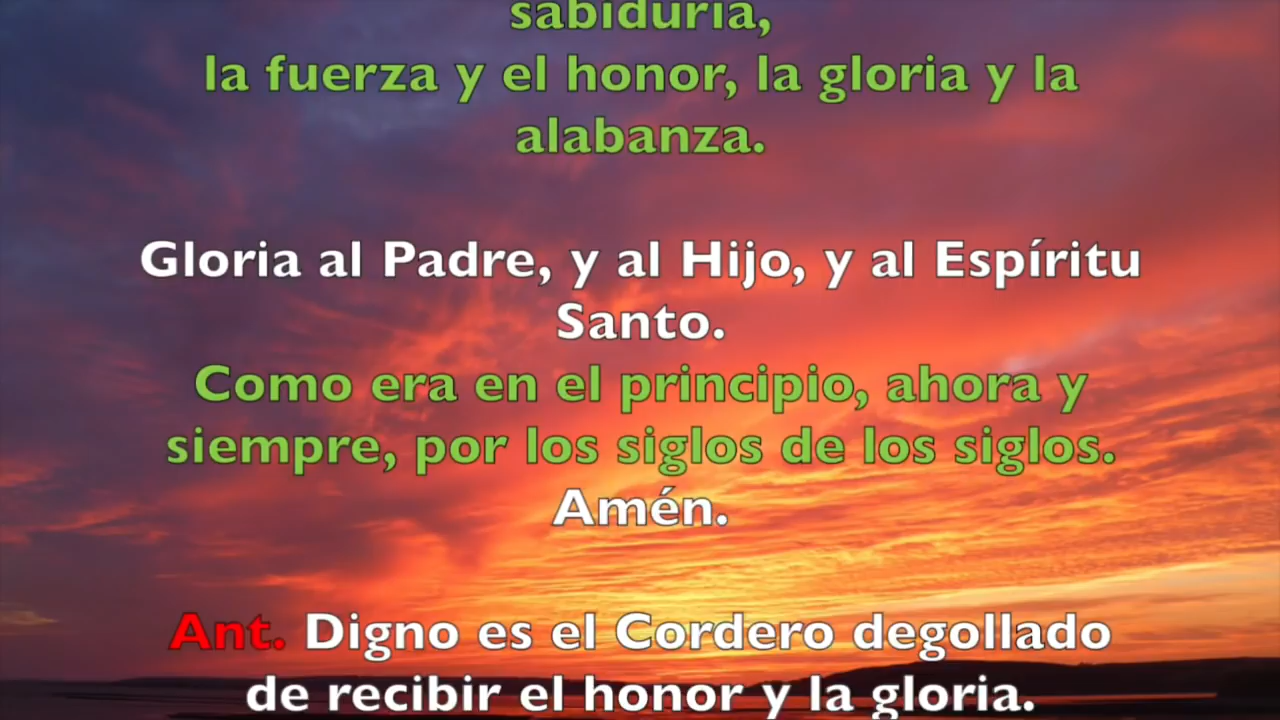 sabiduría,
la fuerza y el honor, la gloria y la
alabanza.
Gloria al Padre, y al Hijo, y al Espíritu
Santo.
Como era en el principio, ahora y
siempre, por los siglos de los siglos.
Amén.
Ant. Digno es el Cordero degollado
de recibir el honor y la gloria.